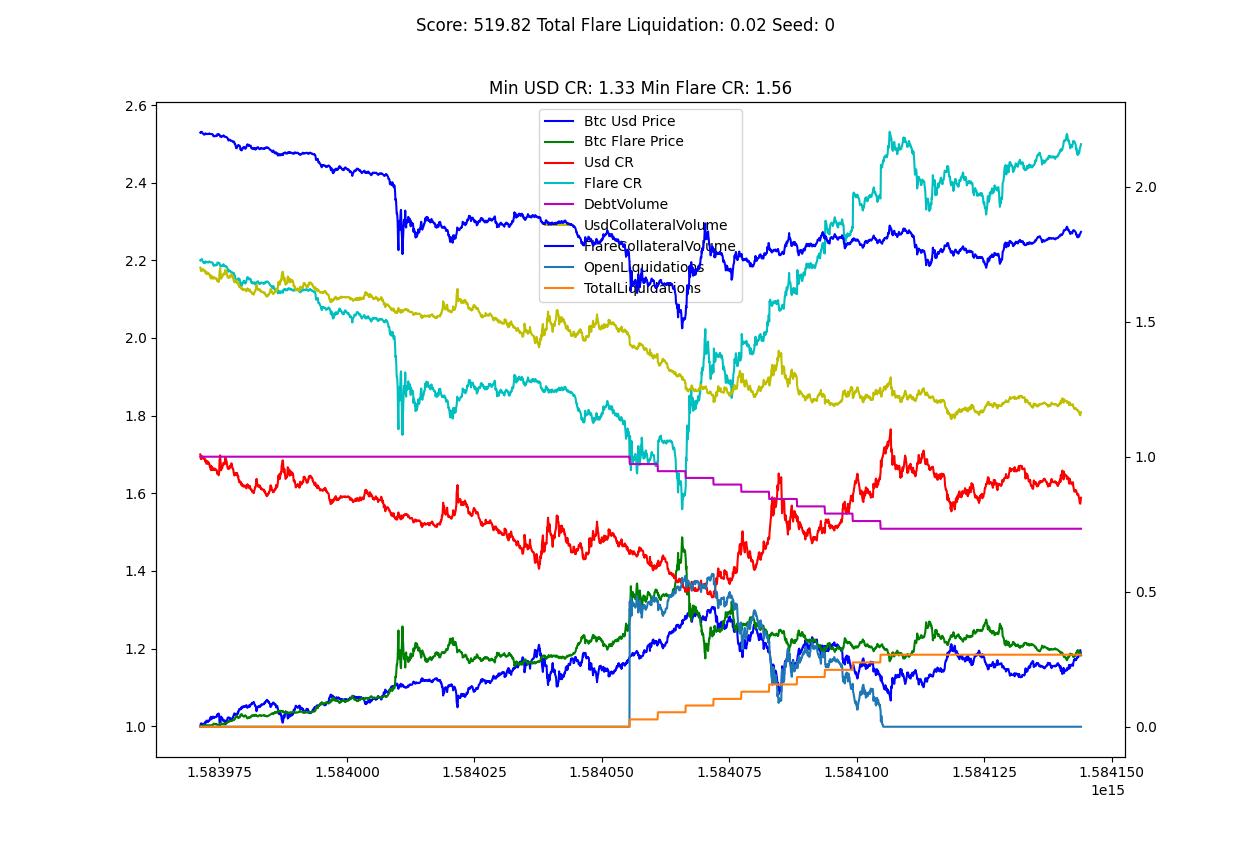 Score: 519.82 Total Flare Liquidation: 0.02 Seed: 0
Min USD CR: 1.33 Min Flare CR: 1.56
2.6
2.4
2.2
2.0
1.8
1.6
1.4
1.2
1.0
Btc Usd Price
Btc Flare Price
Usd CR
Flare CR
DebtVolume
UsdCollateralVolume
FlareCollateralVolume
OpenLiquidations
TotalLiquidations
2.0
1.5
1.0
0.5
0.0
1.583975 1.584000 1.584025 1.584050 1.584075 1.584100 1.584125 1.584150
1e15